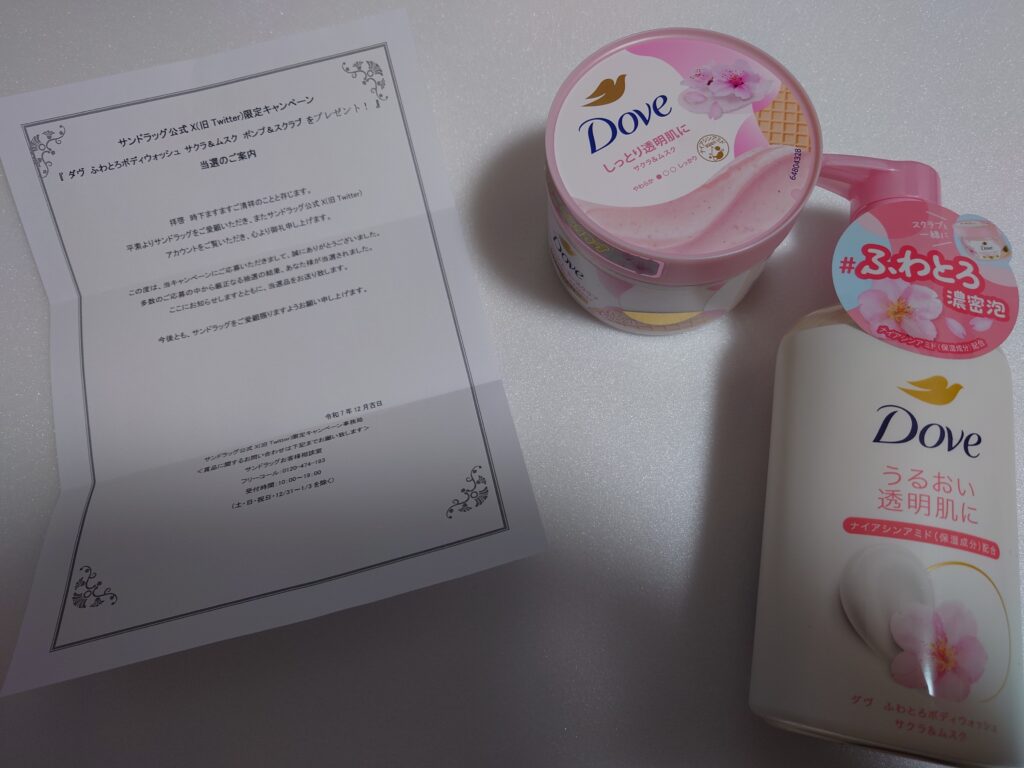 サンドラッグ公式 X(旧 Twitter)限定キャンペーン
『 ダヴ ふわとろボディウォッシュ サクラ&ムスク ポンプ&スクラブ をプレゼント! 』
当選のご案内
拝啓 時下ますますご清祥のことと存じます。
平素よりサンドラッグをご愛顧いただき、またサンドラッグ公式 X(旧 Twitter)
アカウントをご覧いただき、心より御礼申し上げます。
この度は、当キャンペーンにご応募いただきまして、誠にありがとうございました。
多数のご応募の中から厳正なる抽選の結果、あなた様が当選されました。
ここにお知らせしますとともに、当選品をお送り致します。
今後とも、サンドラッグをご愛顧賜りますようお願い申し上げます。
令和 7 年 12 月吉日
サンドラッグ公式 X(旧 Twitter)限定キャンペーン事務局
<賞品に関するお問い合わせは下記までお願い致します>
サンドラッグお客様相談室
フリーコール:0120-474-193
受付時間:10:00~19:00
(土・日・祝日・12/31~1/3 を除く)
Dove
しっとり透明肌に
サクラ&ムスク
やわらか ●○○ しっかり
64804328
Dove
スクラブと
一緒に
#ふわとろ
濃密泡
ナイアシンアミド(保湿成分)配合
Dove
うるおい
透明肌に
ナイアシンアミド(保湿成分)配合
ダヴ ふわとろボディウォッシュ
サクラ&ムスク